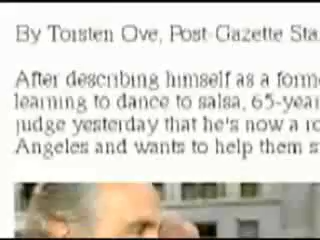 By Torsten Ove, Post-Gazette Sta
After describing himself as a forme
learning to dance to salsa, 65-year
judge yesterday that he's now a ro
Angeles and wants to help them s